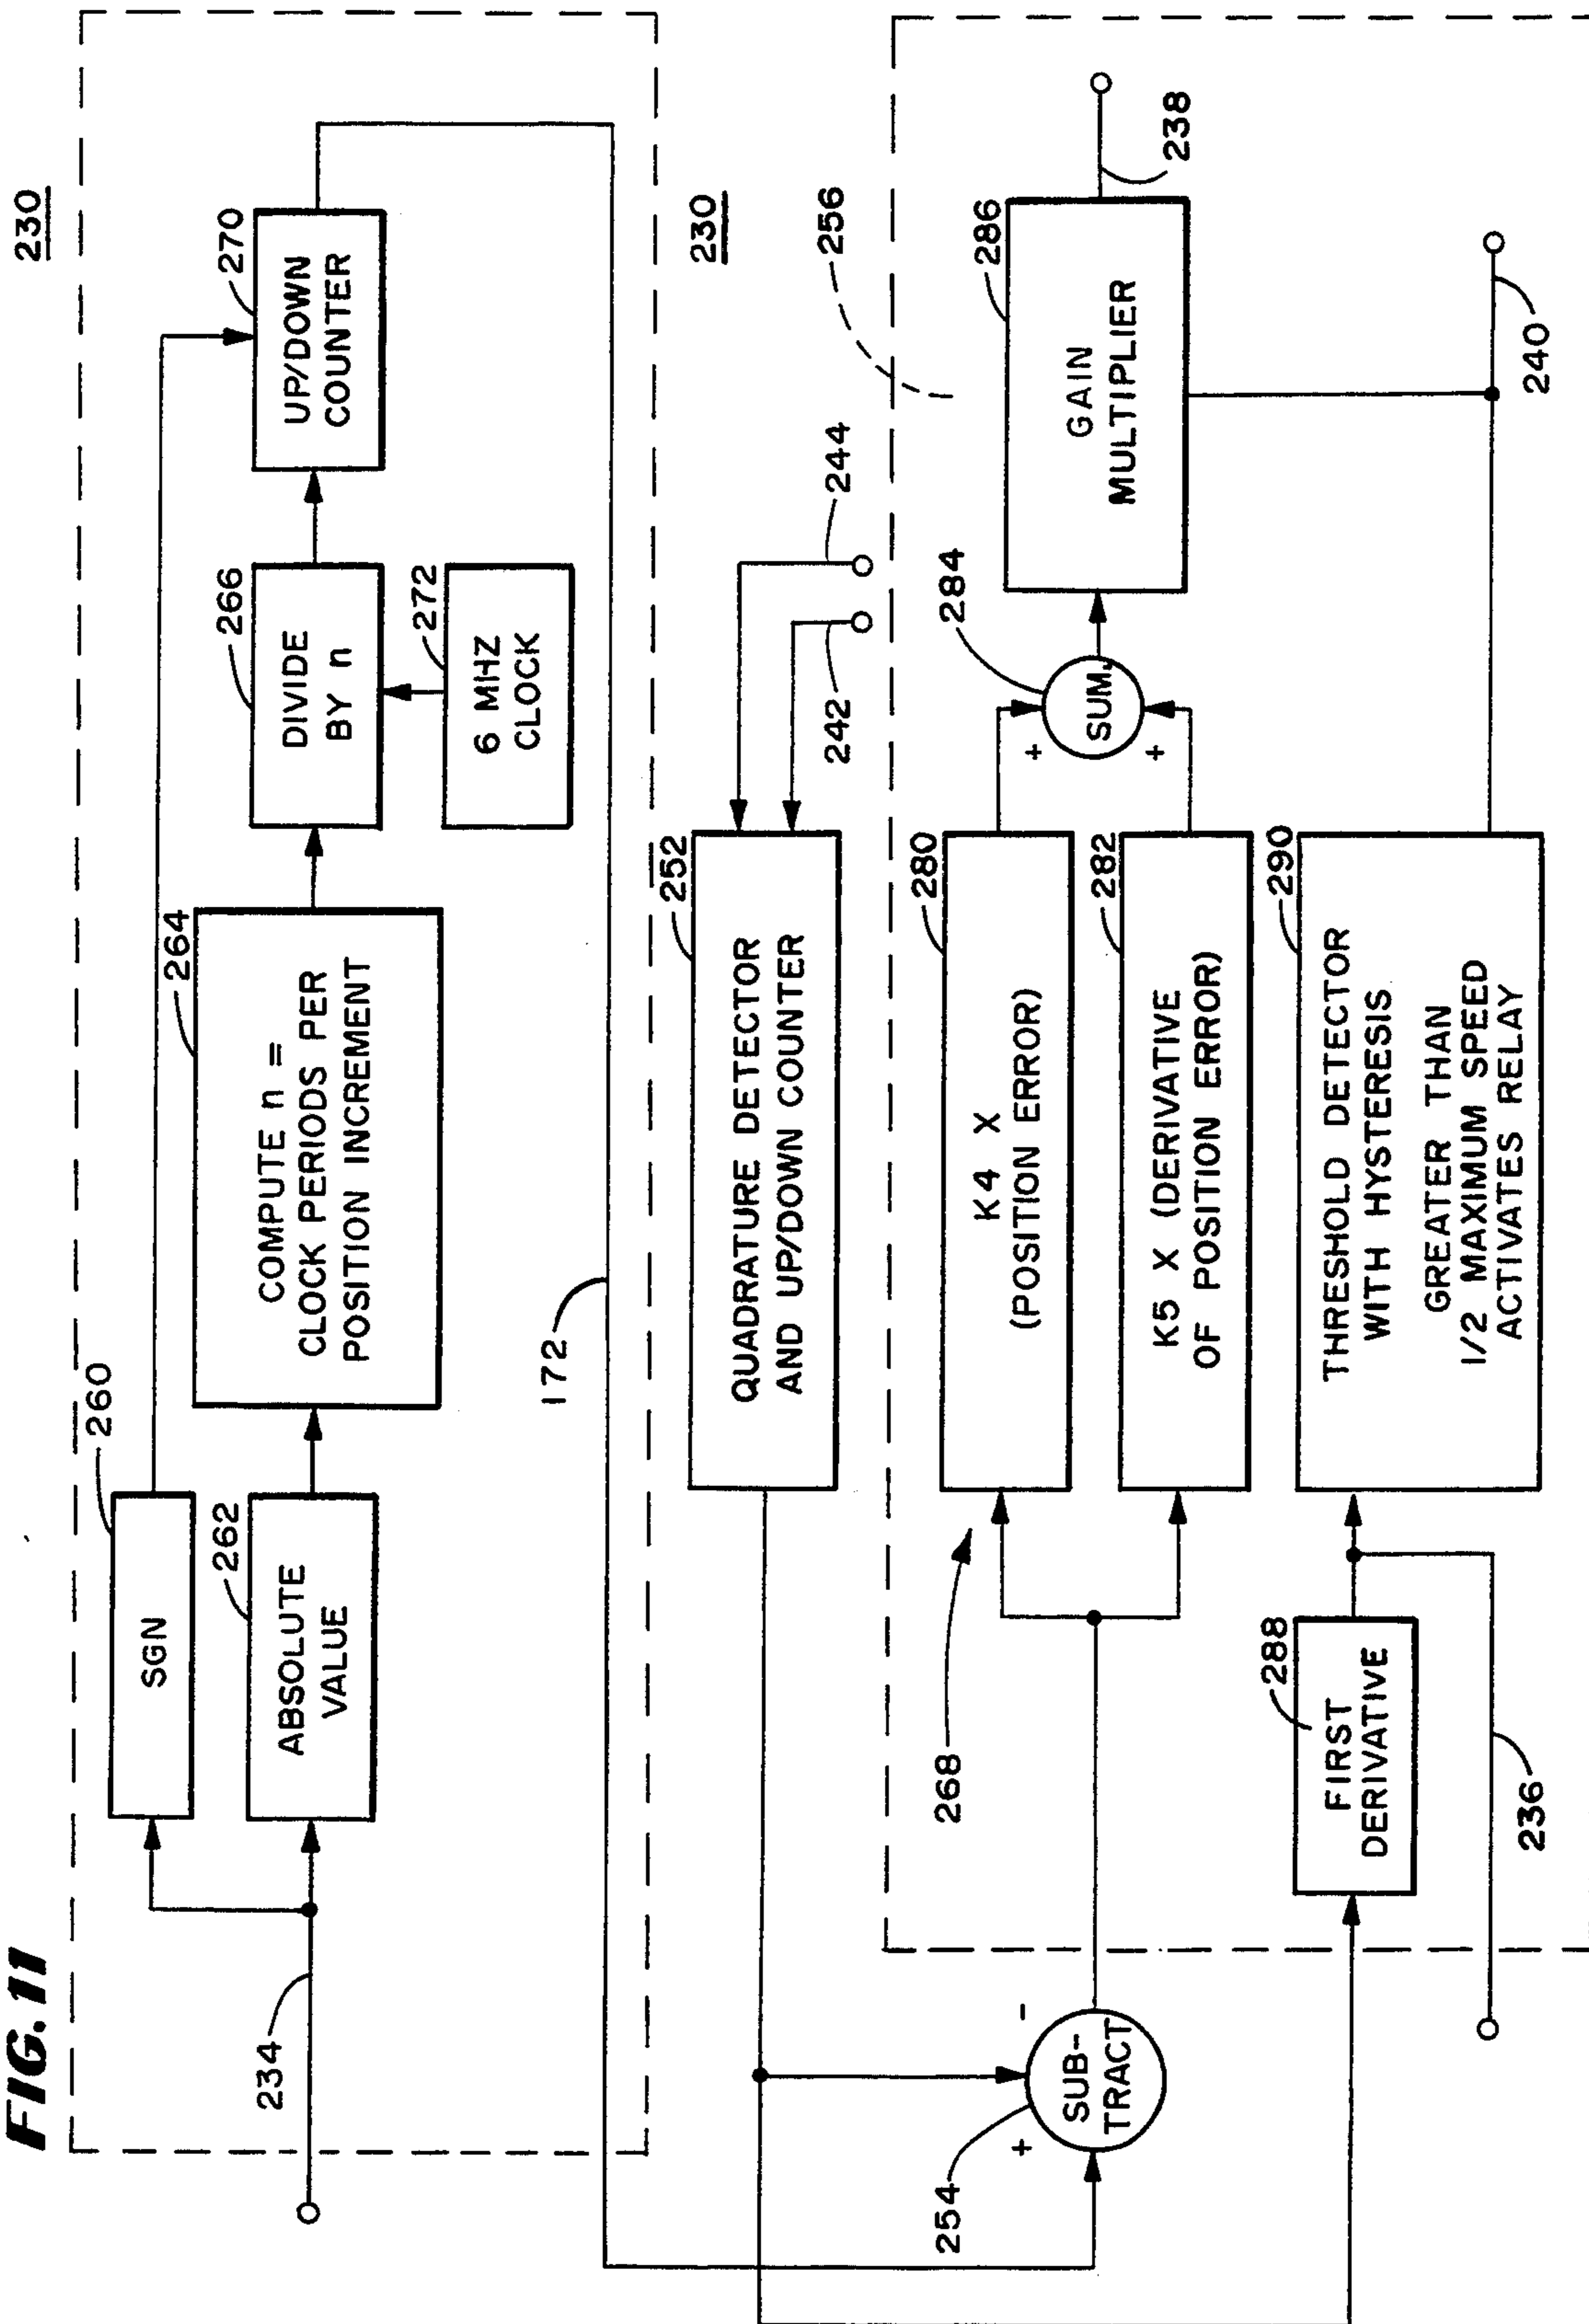 FIG. 11
230
260
SGN
234
262
ABSOLUTE
VALUE
264
COMPUTE n =
CLOCK PERIODS PER
POSITION INCREMENT
266
DIVIDE
BY n
270
UP/DOWN
COUNTER
272
6 MHZ
CLOCK
172
230
252
QUADRATURE DETECTOR
AND UP/DOWN COUNTER
244
242
256
254
+
-
SUB-
TRACT
268
280
K4 X
(POSITION ERROR)
282
K5 X (DERIVATIVE
OF POSITION ERROR)
284
+
SUM.
+
286
GAIN
MULTIPLIER
238
288
FIRST
DERIVATIVE
290
THRESHOLD DETECTOR
WITH HYSTERESIS
GREATER THAN
1/2 MAXIMUM SPEED
ACTIVATES RELAY
236
240